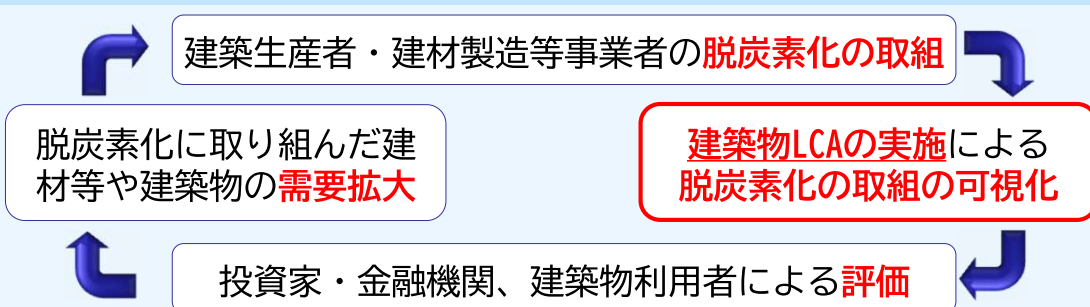 建築生産者・建材製造等事業者の脱炭素化の取組
脱炭素化に取り組んだ建
材等や建築物の需要拡大
建築物LCAの実施による
脱炭素化の取組の可視化
投資家・金融機関、建築物利用者による評価